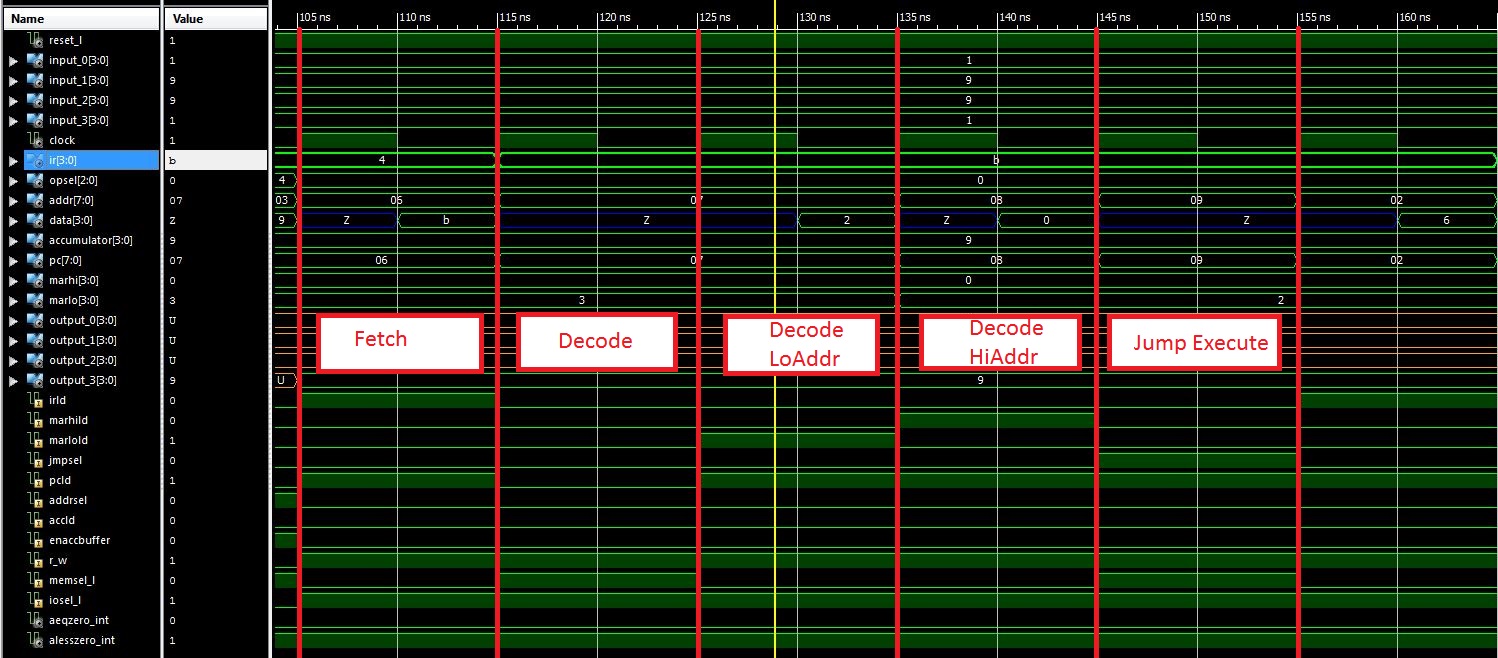 Name Value 105 ns 110 ns 115 ns 120 ns 125 ns 130 ns 135 ns 140 ns 145 ns 150 ns 155 ns 160 ns
reset_l 1
input_0[3:0] 1 1
input_1[3:0] 9 9
input_2[3:0] 9 9
input_3[3:0] 1 1
clock 1
ir[3:0] b 4 b
opsel[2:0] 0 4 0
addr[7:0] 07 03 06 07 08 09 02
data[3:0] Z 9 Z b Z 2 Z 0 Z 6
accumulator[3:0] 9 9
pc[7:0] 07 06 07 08 09 02
marhi[3:0] 0 0
marlo[3:0] 3 3 2
output_0[3:0] U
output_1[3:0] U
output_2[3:0] U
output_3[3:0] 9 U 9
Fetch
Decode
Decode
LoAddr
Decode
HiAddr
Jump Execute
irld 0
marhild 0
marlold 1
jmpsel 0
pcld 1
addrsel 0
accld 0
enaccbuffer 0
r_w 1
memsel_l 0
iosel_l 1
aeqzero_int 0
alesszero_int 1